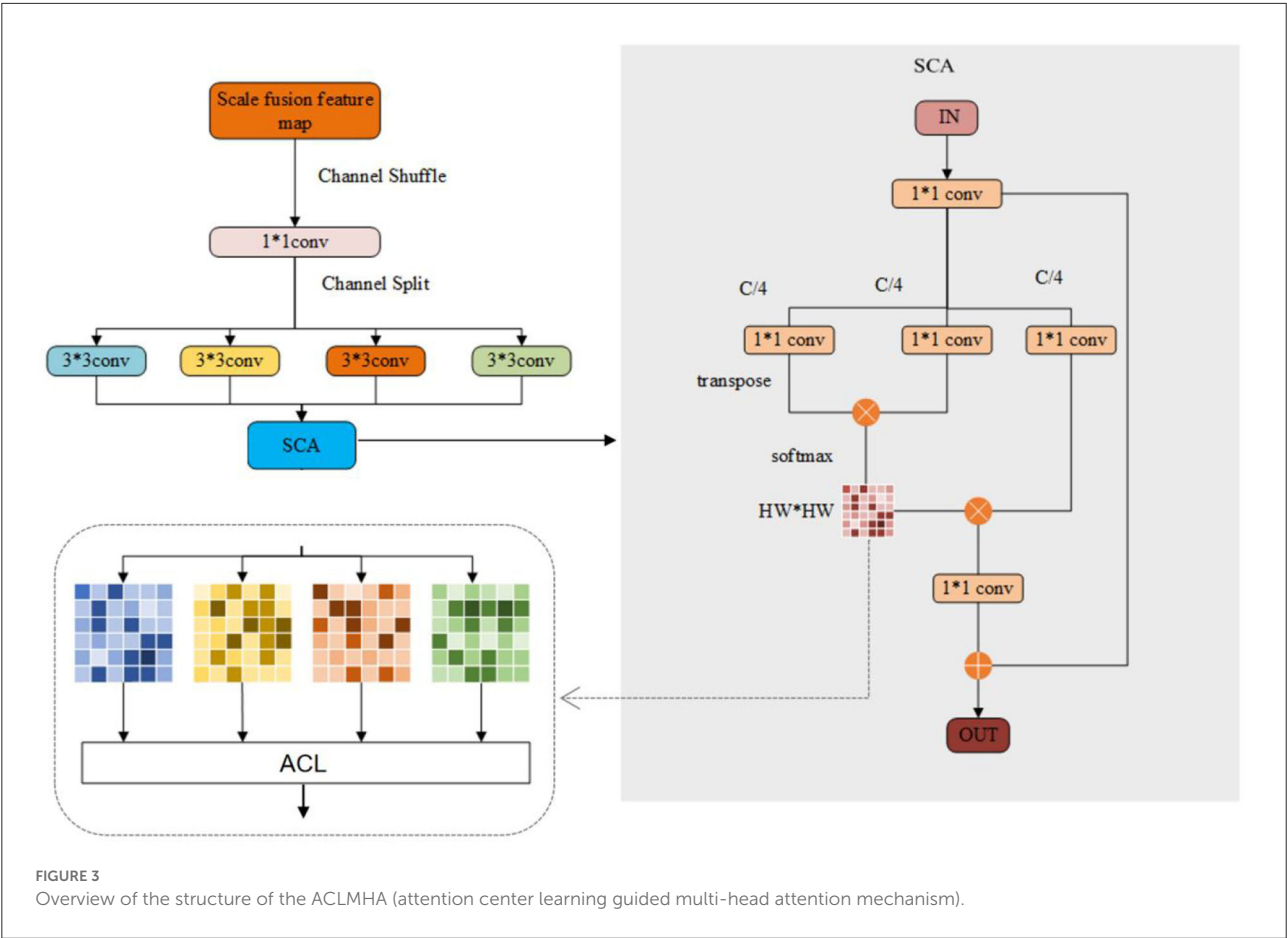 Scale fusion feature
map
Channel Shuffle
1*1conv
Channel Split
3*3conv
3*3conv
3*3conv
3*3conv
SCA
ACL
SCA
IN
1*1 conv
C/4
C/4
C/4
1*1 conv
1*1 conv
1*1 conv
transpose
softmax
HW*HW
1*1 conv
OUT
FIGURE 3
Overview of the structure of the ACLMHA (attention center learning guided multi-head attention mechanism).